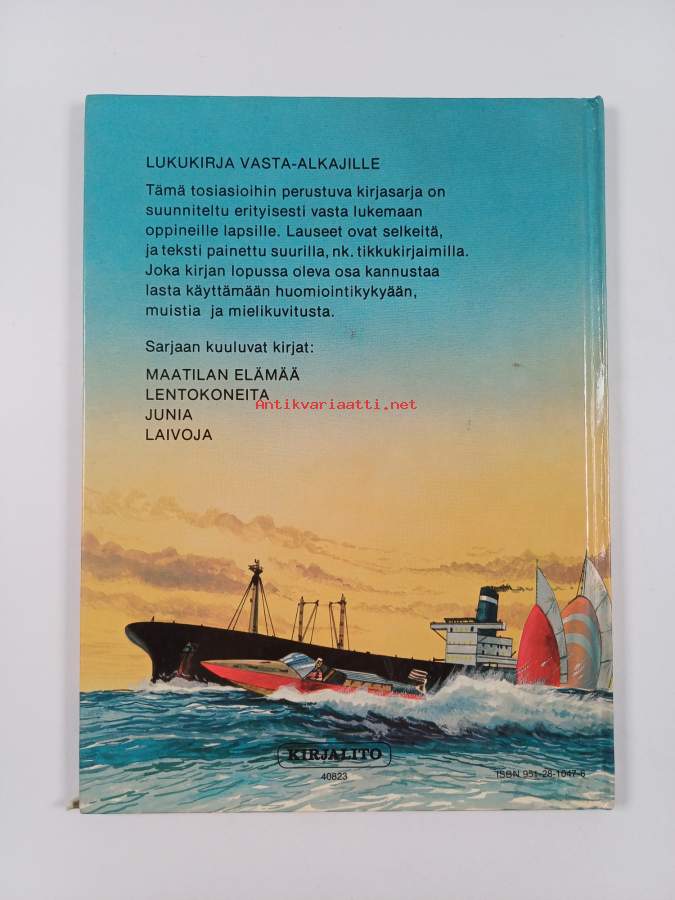 LUKUKIRJA VASTA-ALKAJILLE
Tämä tosiasioihin perustuva kirjasarja on
suunniteltu erityisesti vasta lukemaan
oppineille lapsille. Lauseet ovat selkeitä,
ja teksti painettu suurilla, nk. tikkukirjaimilla.
Joka kirjan lopussa oleva osa kannustaa
lasta käyttämään huomiointikykyään,
muistia ja mielikuvitusta.
Sarjaan kuuluvat kirjat:
MAATILAN ELÄMÄÄ
LENTOKONEITA
Antikvariaatti.net
JUNIA
LAIVOJA
KIRJALITO
40823
ISBN 951-28-1047-6